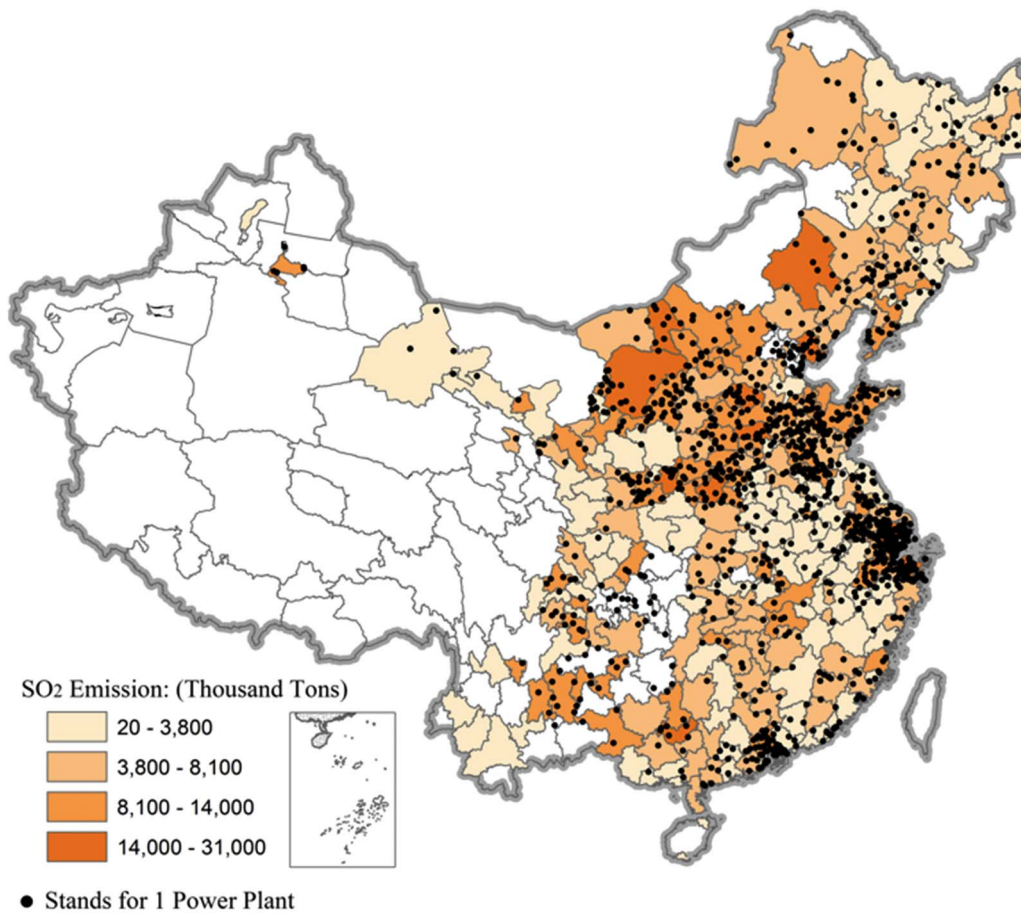 SO2 Emission: (Thousand Tons)
20 - 3,800
3,800 - 8,100
8,100 - 14,000
14,000 - 31,000
Stands for 1 Power Plant